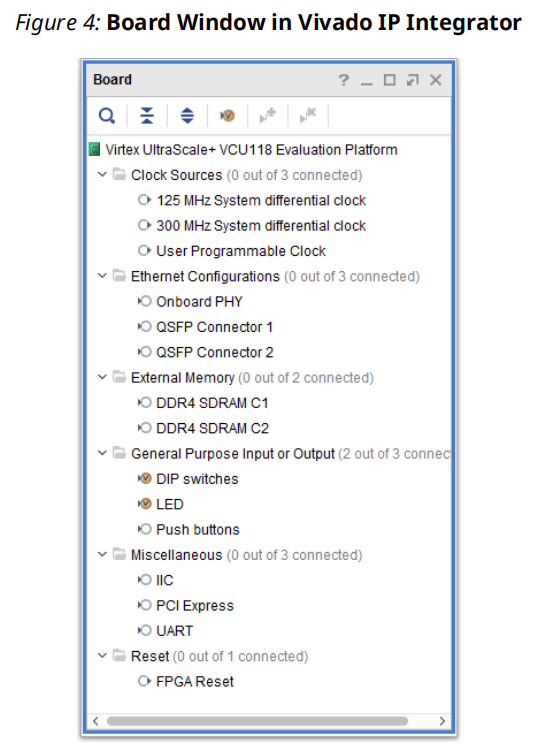 Figure 4: Board Window in Vivado IP Integrator
Board
Virtex UltraScale+ VCU118 Evaluation Platform
Clock Sources (0 out of 3 connected)
125 MHz System differential clock
300 MHz System differential clock
User Programmable Clock
Ethernet Configurations (0 out of 3 connected)
Onboard PHY
QSFP Connector 1
QSFP Connector 2
External Memory (0 out of 2 connected)
DDR4 SDRAM C1
DDR4 SDRAM C2
General Purpose Input or Output (2 out of 3 connec
DIP switches
LED
Push buttons
Miscellaneous (0 out of 3 connected)
IIC
PCI Express
UART
Reset (0 out of 1 connected)
FPGA Reset